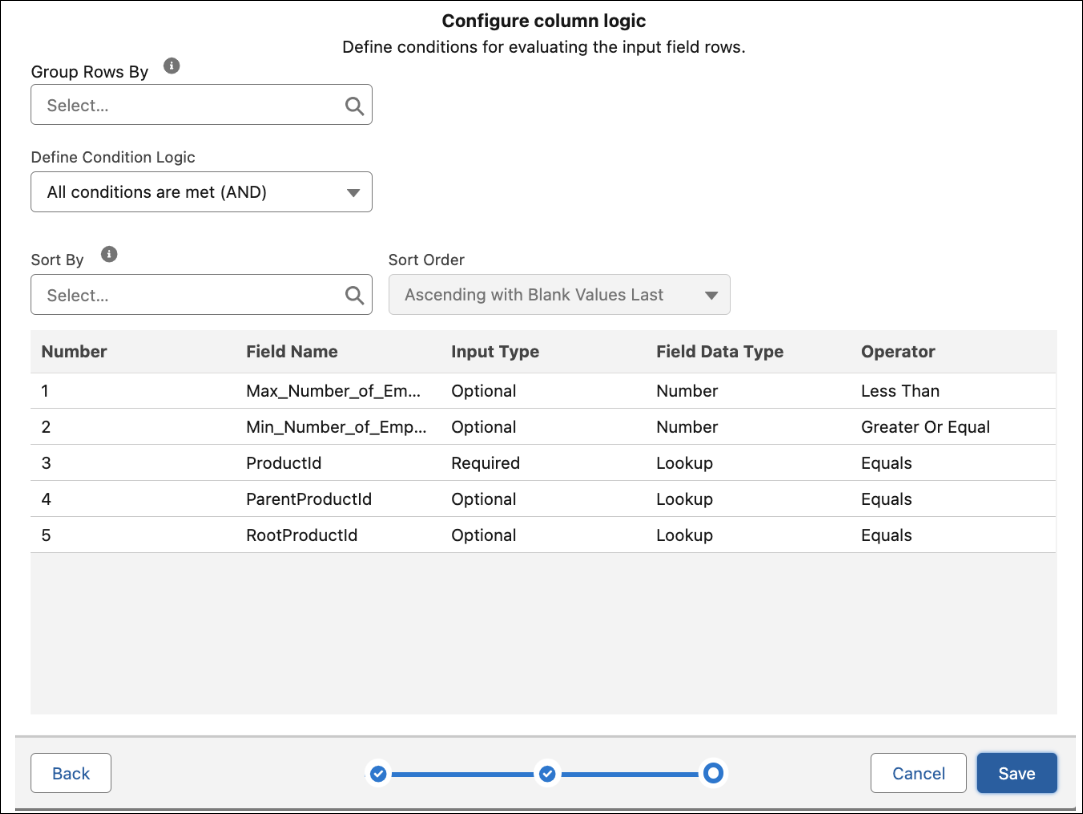 Configure column logic
Define conditions for evaluating the input field rows.
Group Rows By
Select...
Define Condition Logic
All conditions are met (AND)
Sort By Sort Order
Select... Ascending with Blank Values Last
Number Field Name Input Type Field Data Type Operator
1 Max_Number_of_Em... Optional Number Less Than
2 Min_Number_of_Emp... Optional Number Greater Or Equal
3 ProductId Required Lookup Equals
4 ParentProductId Optional Lookup Equals
5 RootProductId Optional Lookup Equals
Back Cancel Save